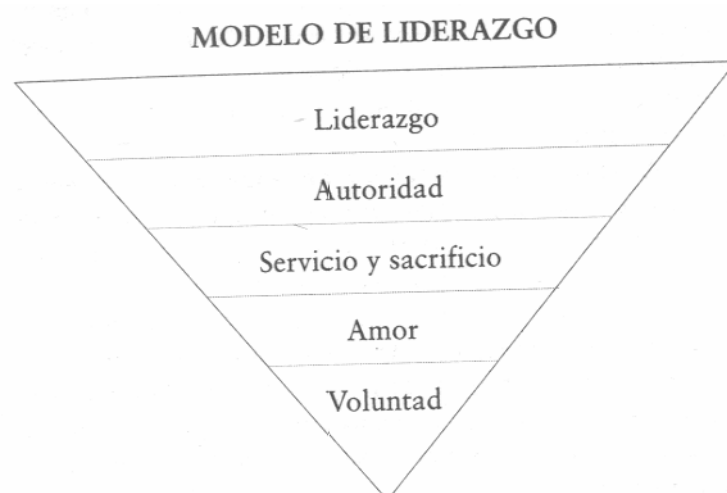 MODELO DE LIDERAZGO
Liderazgo
Autoridad
Servicio y sacrificio
Amor
Voluntad